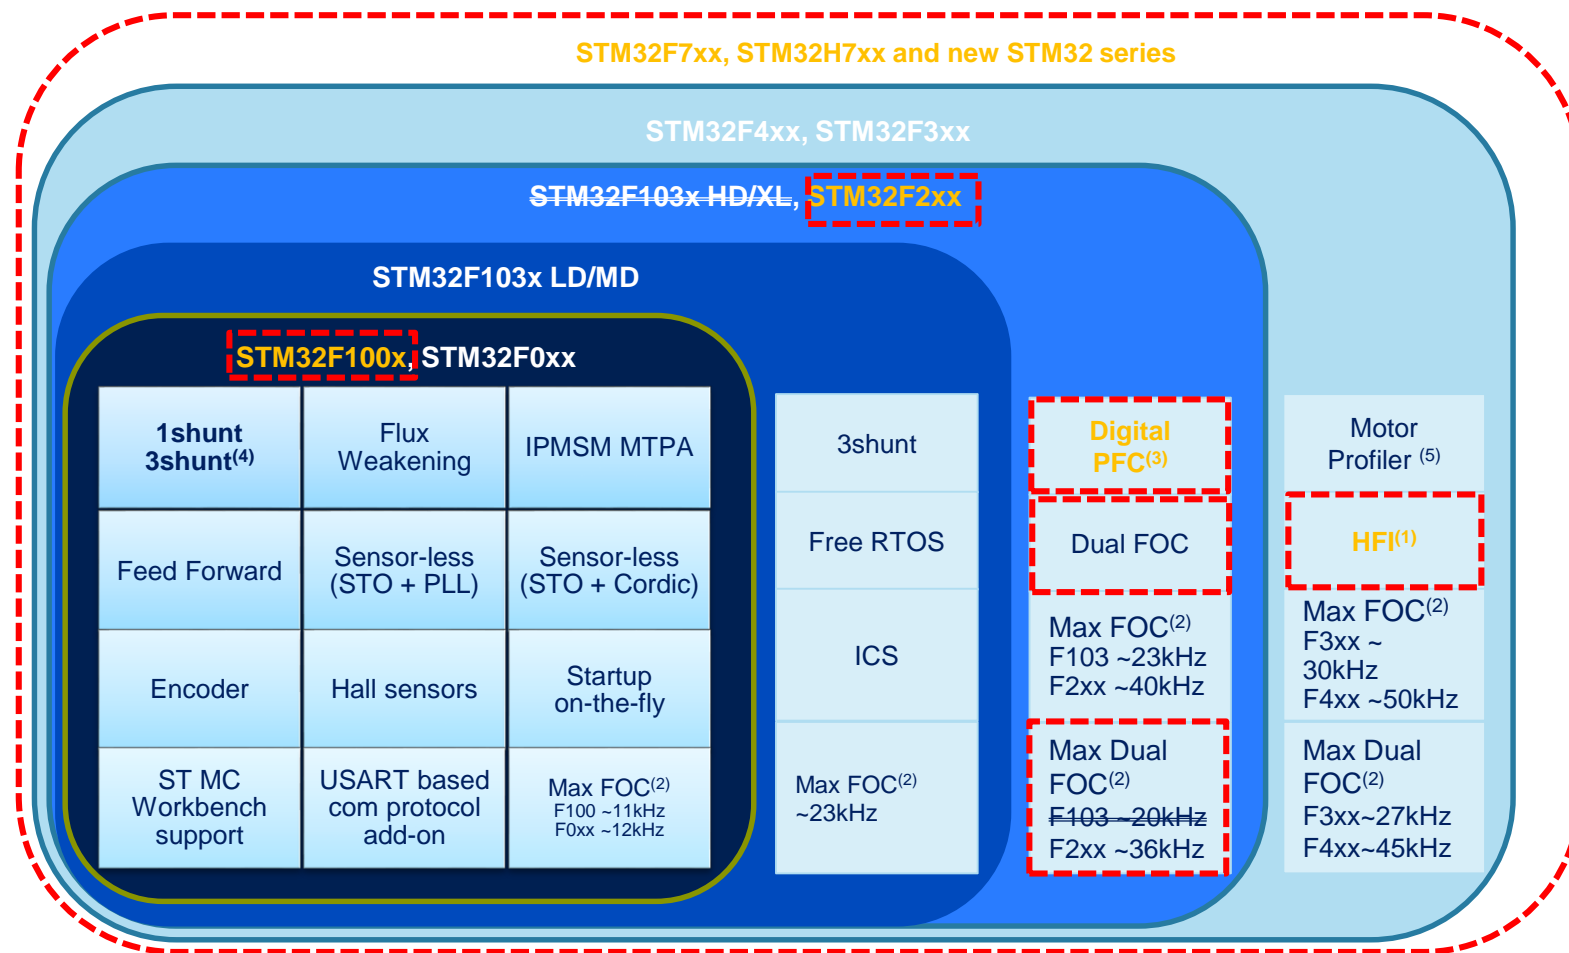 STM32F7xx, STM32H7xx and new STM32 series
STM32F4xx, STM32F3xx
STM32F103x HD/XL, STM32F2xx
STM32F103x LD/MD
STM32F100x, STM32F0xx
1shunt
3shunt(4)
Flux
Weakening
IPMSM MTPA
Feed Forward
Sensor-less
(STO + PLL)
Sensor-less
(STO + Cordic)
Encoder
Hall sensors
Startup
on-the-fly
ST MC
Workbench
support
USART based
com protocol
add-on
Max FOC(2)
F100 ~11kHz
F0xx ~12kHz
3shunt
Free RTOS
ICS
Max FOC(2)
~23kHz
Digital
PFC(3)
Dual FOC
Max FOC(2)
F103 ~23kHz
F2xx ~40kHz
Max Dual
FOC(2)
F103 ~20kHz
F2xx ~36kHz
Motor
Profiler (5)
HFI(1)
Max FOC(2)
F3xx ~
30kHz
F4xx ~50kHz
Max Dual
FOC(2)
F3xx~27kHz
F4xx~45kHz